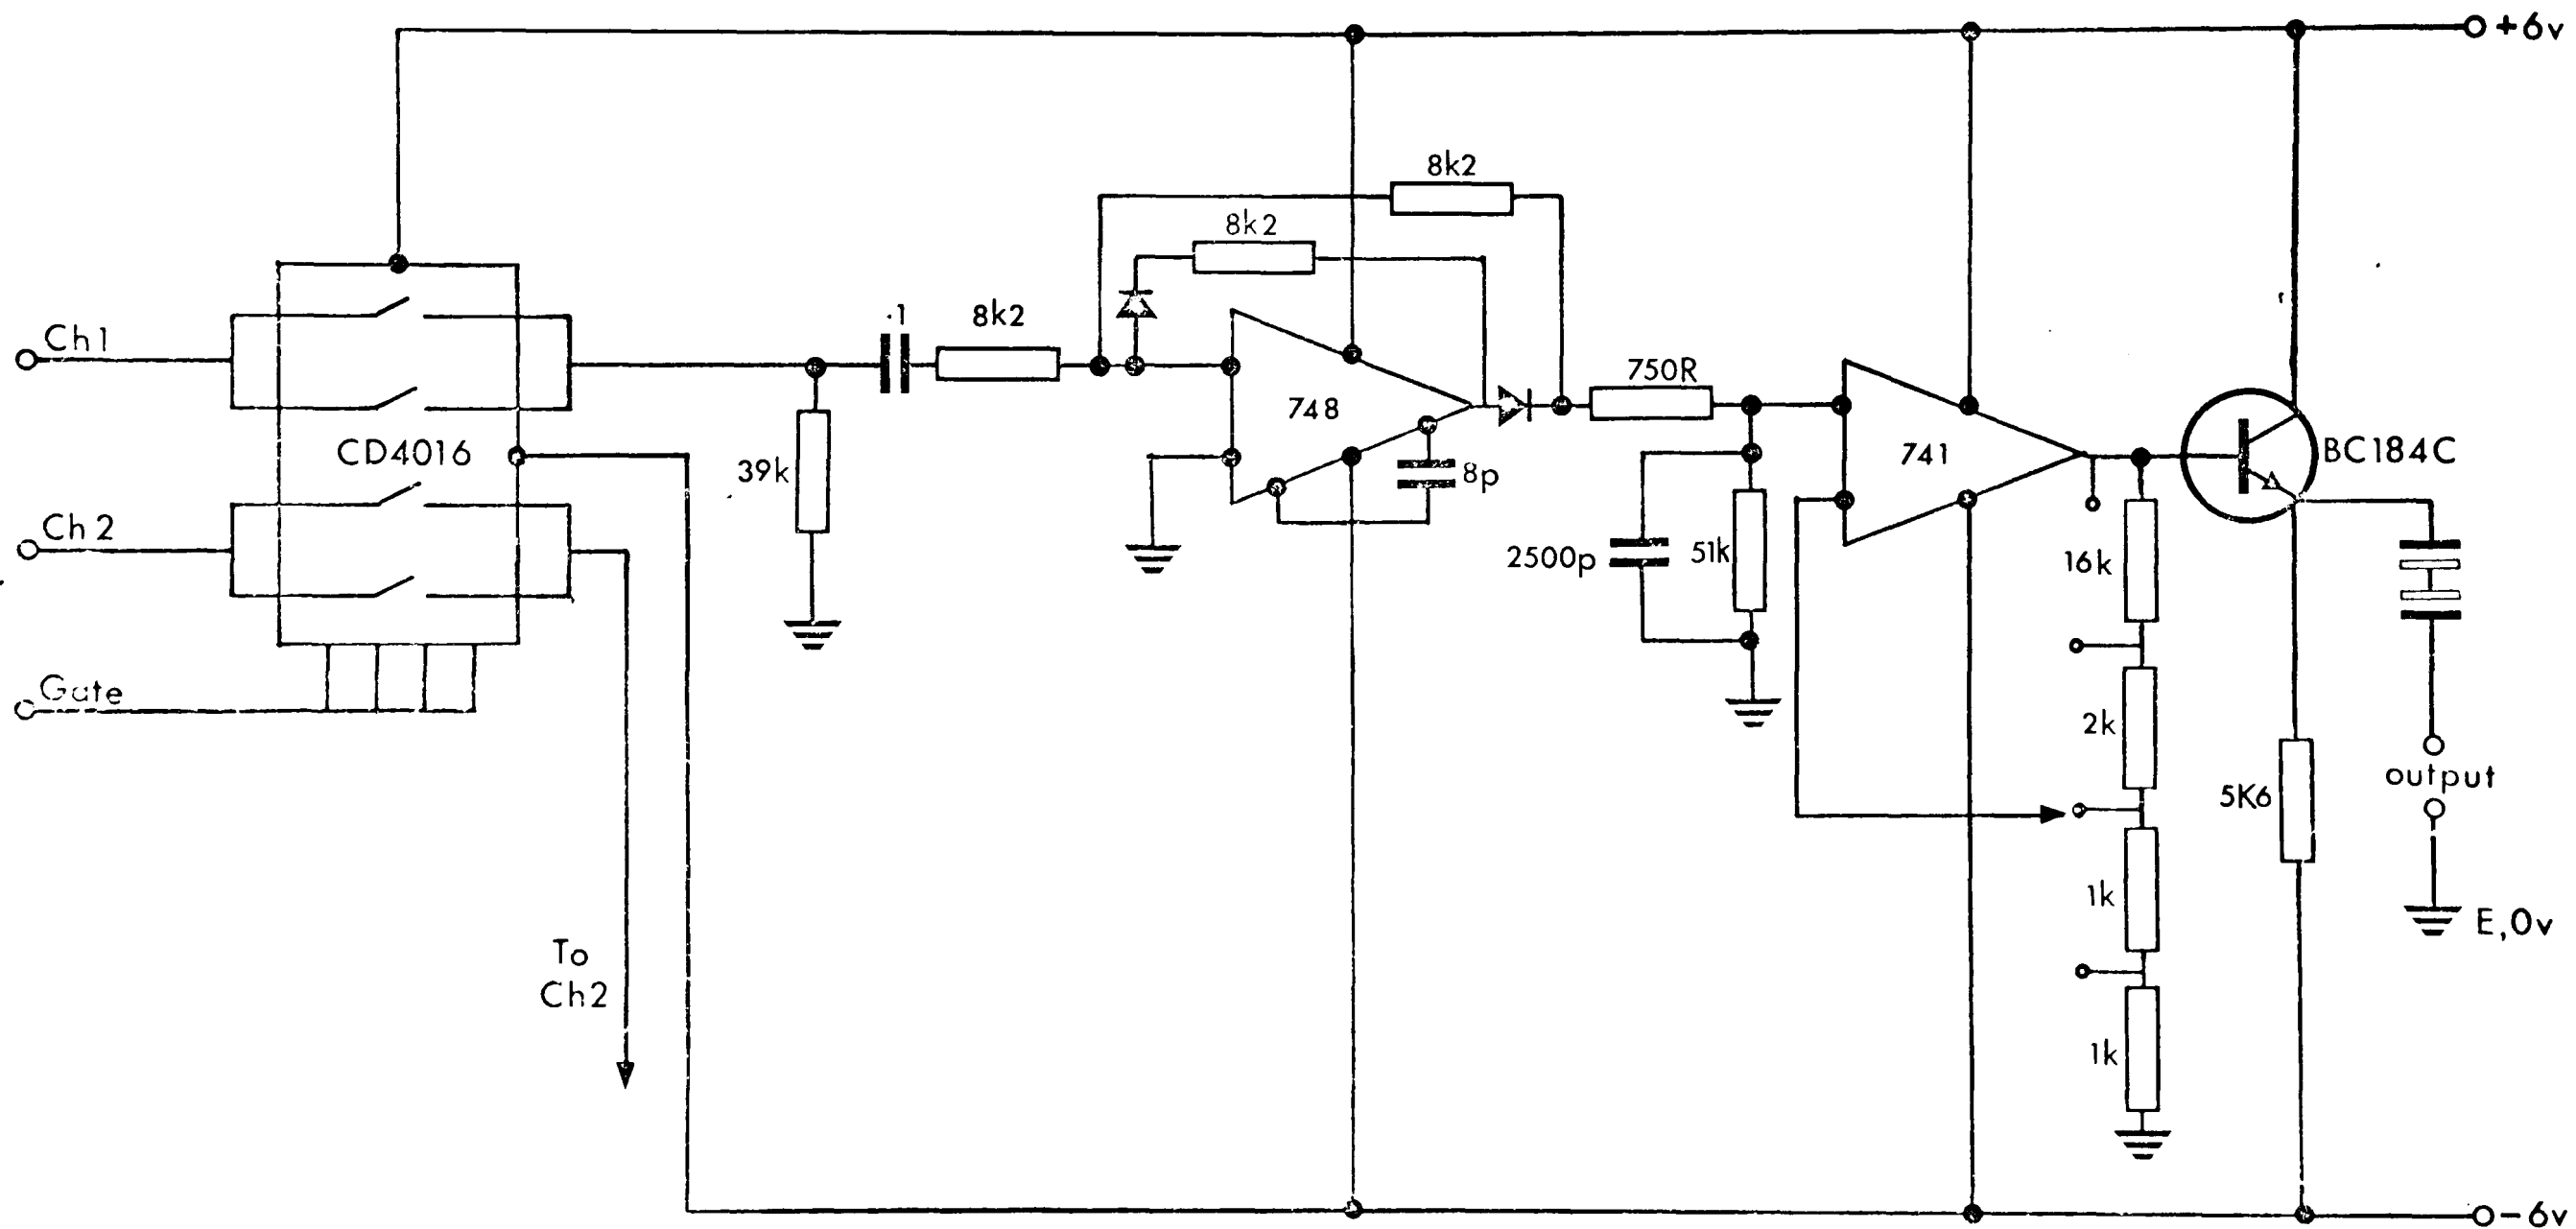 +6v
8k2
8k2
Ch1
.1
8k2
750R
748
741
BC184C
CD4016
39k
8p
Ch2
2500p
51k
16k
Gate
2k
output
5K6
1k
E,0v
To
Ch2
1k
-6v